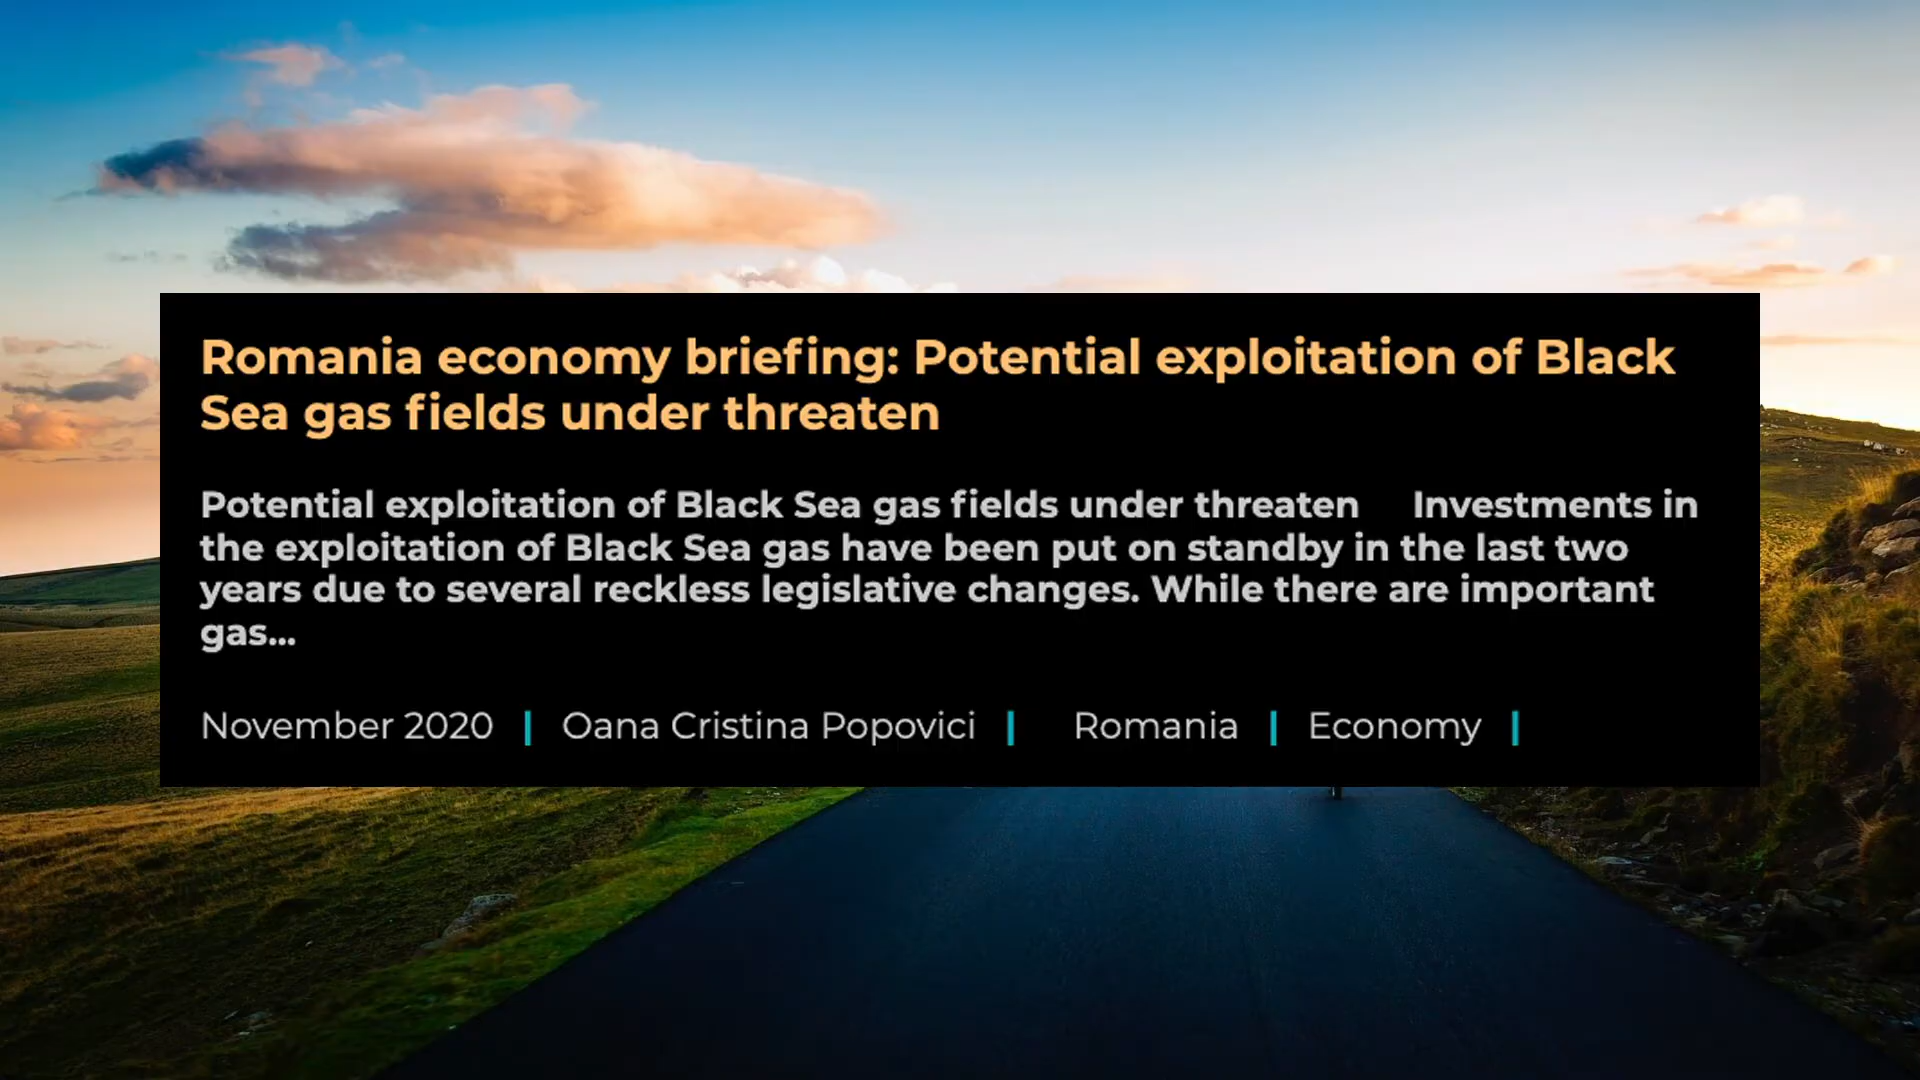 Romania economy briefing: Potential exploitation of Black
Sea gas fields under threaten
Potential exploitation of Black Sea gas fields under threaten Investments in
the exploitation of Black Sea gas have been put on standby in the last two
years due to several reckless legislative changes. While there are important
gas...
November 2020 | Oana Cristina Popovici | Romania | Economy |